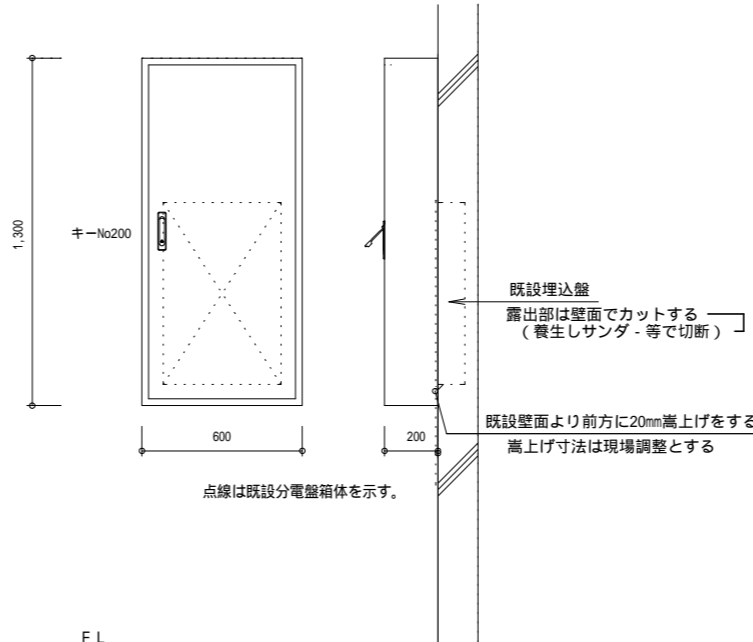 1,300
キーNo200
既設埋込盤
露出部は壁面でカットする
（養生しサンダ - 等で切断）
既設壁面より前方に20mm嵩上げをする
嵩上げ寸法は現場調整とする
600
200
点線は既設分電盤箱体を示す。
F L